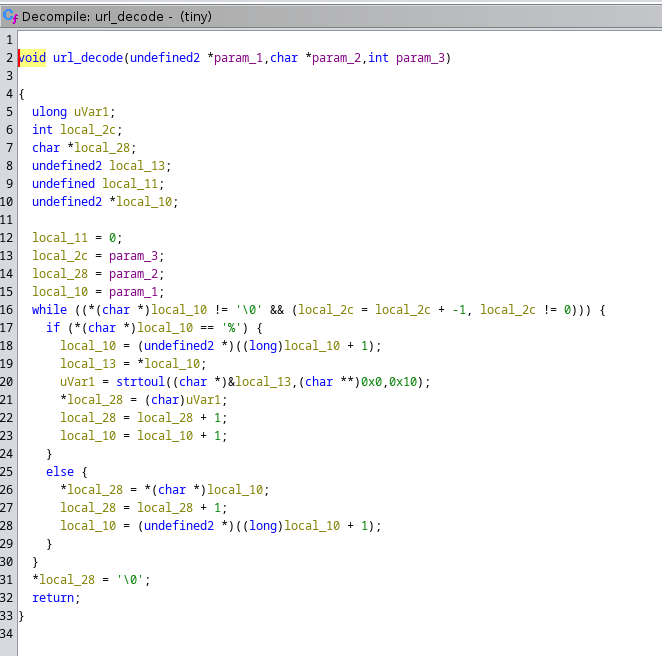 Decompile: url_decode - (tiny)
1
2 void url_decode(undefined2 *param_1,char *param_2,int param_3)
3
4 {
5 ulong uVar1;
6 int local_2c;
7 char *local_28;
8 undefined2 local_13;
9 undefined local_11;
10 undefined2 *local_10;
11
12 local_11 = 0;
13 local_2c = param_3;
14 local_28 = param_2;
15 local_10 = param_1;
16 while ((*(char *)local_10 != '\0' && (local_2c = local_2c + -1, local_2c != 0))) {
17 if (*(char *)local_10 == '%') {
18 local_10 = (undefined2 *)((long)local_10 + 1);
19 local_13 = *local_10;
20 uVar1 = strtoul((char *)&local_13,(char **)0x0,0x10);
21 *local_28 = (char)uVar1;
22 local_28 = local_28 + 1;
23 local_10 = local_10 + 1;
24 }
25 else {
26 *local_28 = *(char *)local_10;
27 local_28 = local_28 + 1;
28 local_10 = (undefined2 *)((long)local_10 + 1);
29 }
30 }
31 *local_28 = '\0';
32 return;
33 }
34